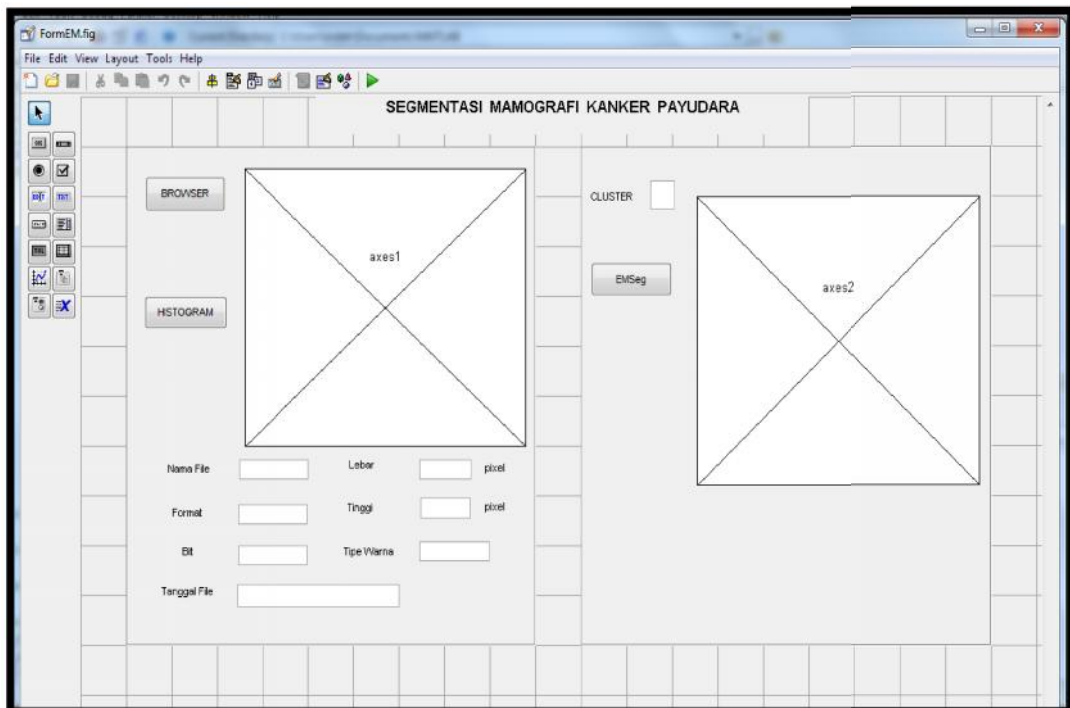 FormEM.fig
File Edit View Layout Tools Help
SEGMENTASI MAMOGRAFI KANKER PAYUDARA
BROWSER
axes1
HISTOGRAM
Nama File
Lebar
pixel
Format
Tinggi
pixel
Bit
Tipe Warna
Tanggal File
CLUSTER
EMSeg
axes2